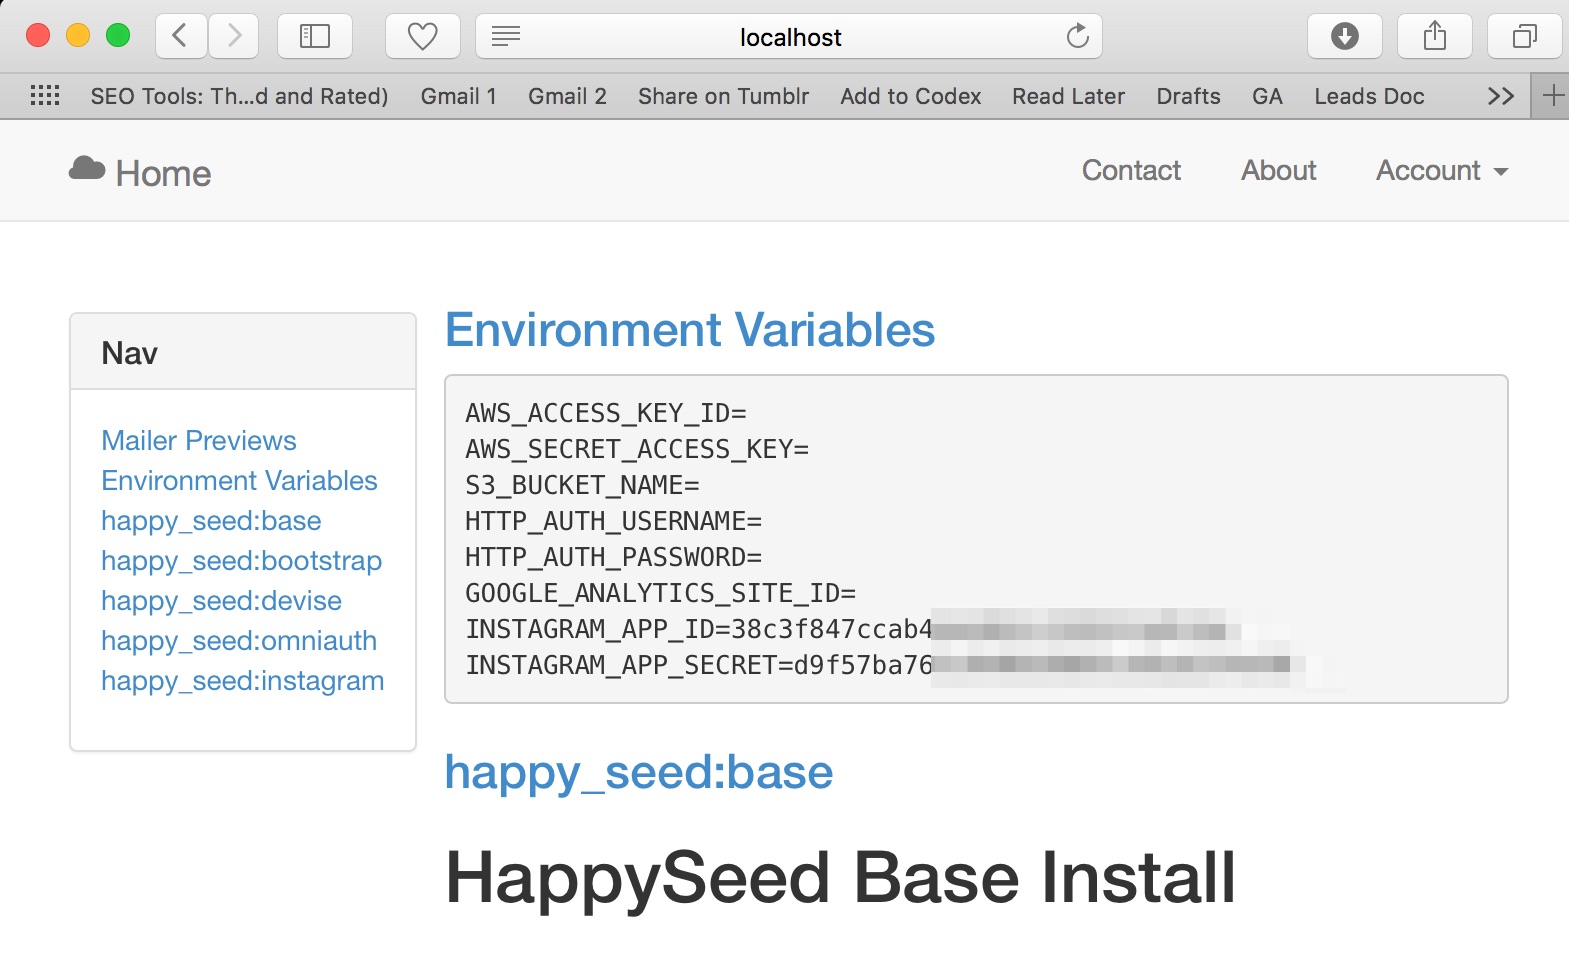 localhost
SEO Tools: Th...d and Rated) Gmail 1 Gmail 2 Share on Tumblr Add to Codex Read Later Drafts GA Leads Doc >>
Home Contact About Account
Nav
Mailer Previews
Environment Variables
happy_seed:base
happy_seed:bootstrap
happy_seed:devise
happy_seed:omniauth
happy_seed:instagram
Environment Variables
AWS_ACCESS_KEY_ID=
AWS_SECRET_ACCESS_KEY=
S3_BUCKET_NAME=
HTTP_AUTH_USERNAME=
HTTP_AUTH_PASSWORD=
GOOGLE_ANALYTICS_SITE_ID=
INSTAGRAM_APP_ID=38c3f847ccab4
INSTAGRAM_APP_SECRET=d9f57ba76
happy_seed:base
HappySeed Base Install